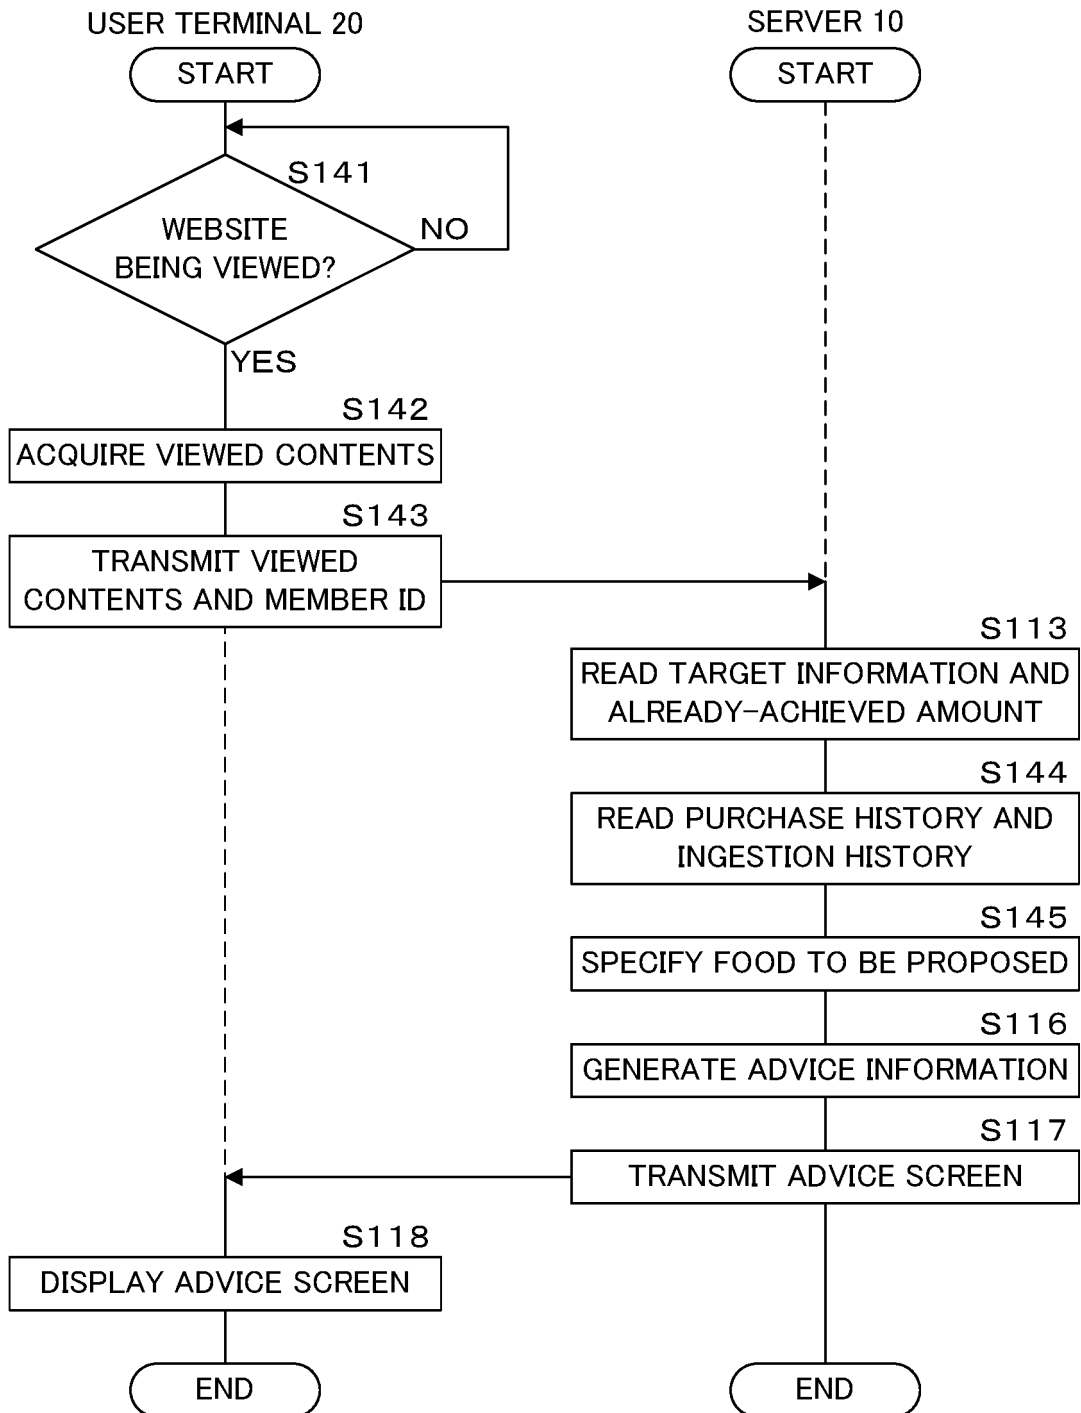 USER TERMINAL 20
SERVER 10
START
START
S141
WEBSITE
BEING VIEWED?
NO
YES
S142
ACQUIRE VIEWED CONTENTS
S143
TRANSMIT VIEWED
CONTENTS AND MEMBER ID
S113
READ TARGET INFORMATION AND
ALREADY-ACHIEVED AMOUNT
S144
READ PURCHASE HISTORY AND
INGESTION HISTORY
S145
SPECIFY FOOD TO BE PROPOSED
S116
GENERATE ADVICE INFORMATION
S117
TRANSMIT ADVICE SCREEN
S118
DISPLAY ADVICE SCREEN
END
END